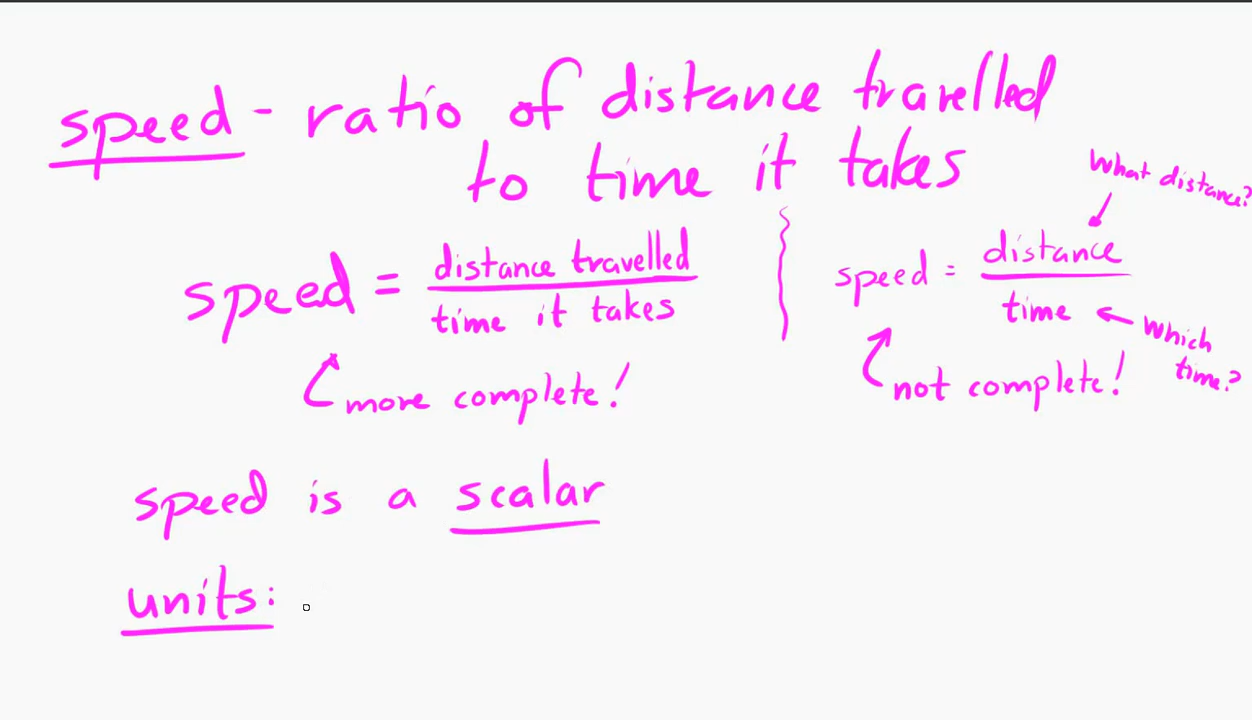 speed - ratio of distance travelled
to time it takes
speed = distance travelled
time it takes
more complete!
What distance?
speed = distance
time
which
time?
not complete!
speed is a scalar
units: